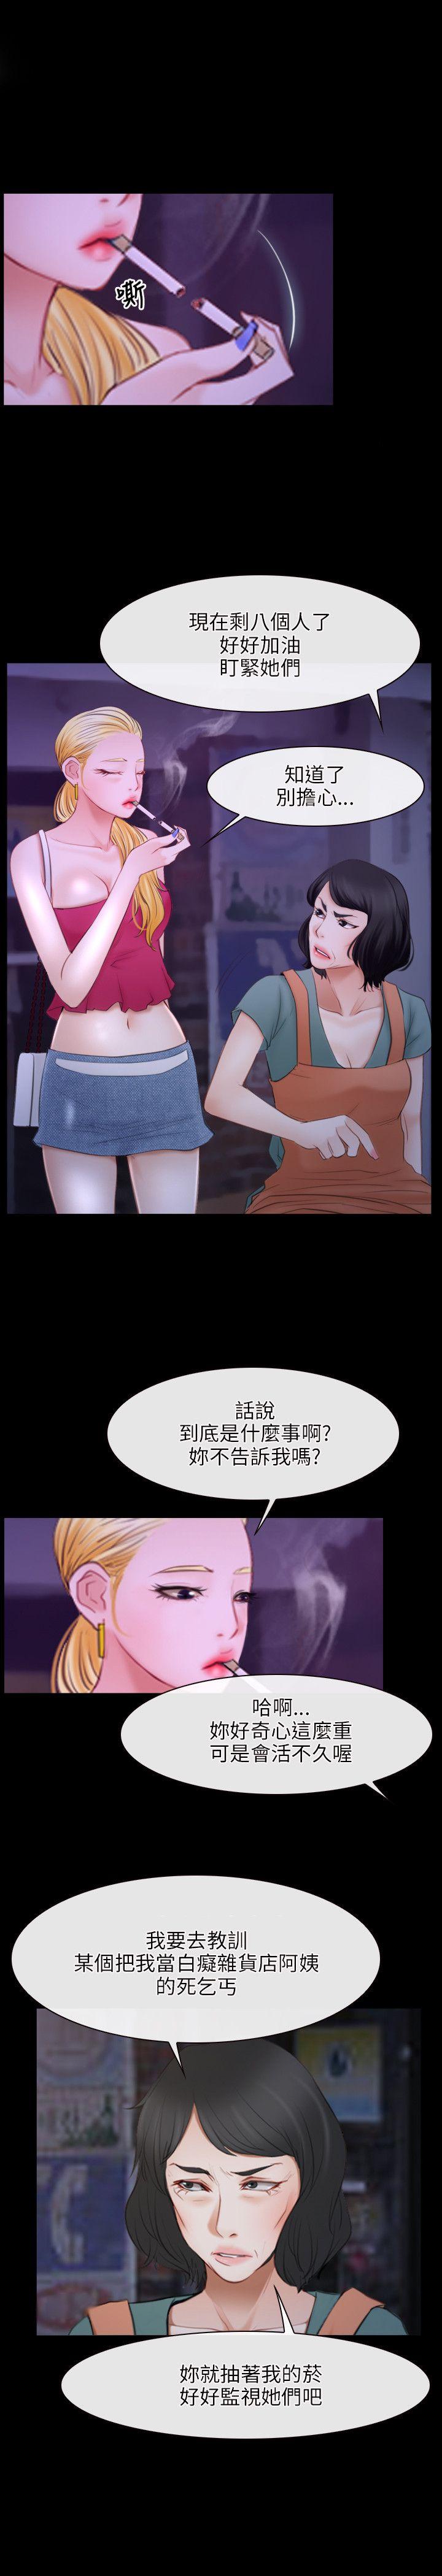 嘶
現在剩八個人了
好好加油
盯緊她們
知道了
別擔心...
話說
到底是什麼事啊?
妳不告訴我嗎?
哈啊...
妳好奇心這麼重
可是會活不久喔
我要去教訓
某個把我當白癡雜貨店阿姨
的死乞丐
妳就抽著我的菸
好好監視她們吧